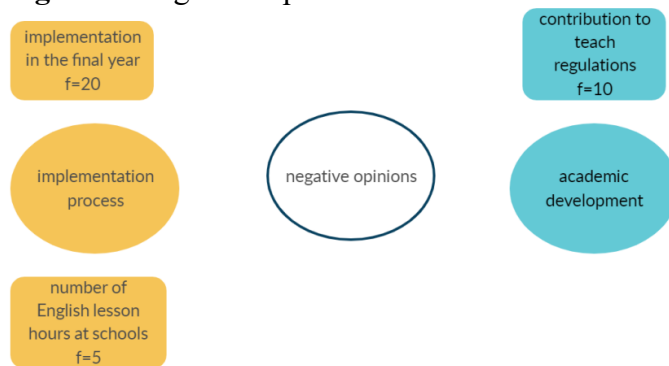 implementation
in the final year
f=20
contribution to
teach
regulations
f=10
implementation
process
negative opinions
academic
development
number of
English lesson
hours at schools
f=5